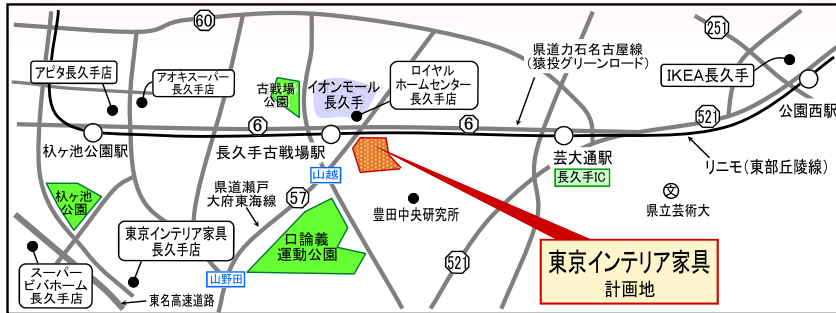 60
251
県道力石名古屋線
(猿投グリーンロード)
アピタ長久手店
アオキスーパー
長久手店
古戦場
公園
イオンモール
長久手
ロイヤル
ホームセンター
長久手店
IKEA長久手
公園西駅
521
6
6
杁ヶ池公園駅
長久手古戦場駅
芸大通駅
長久手IC
リニモ(東部丘陵線)
山越
県道瀬戸
大府東海線
57
豊田中央研究所
文
県立芸術大
杁ヶ池
公園
東京インテリア家具
長久手店
口論義
運動公園
521
東京インテリア家具
計画地
スーパー
ビバホーム
長久手店
山野田
東名高速道路